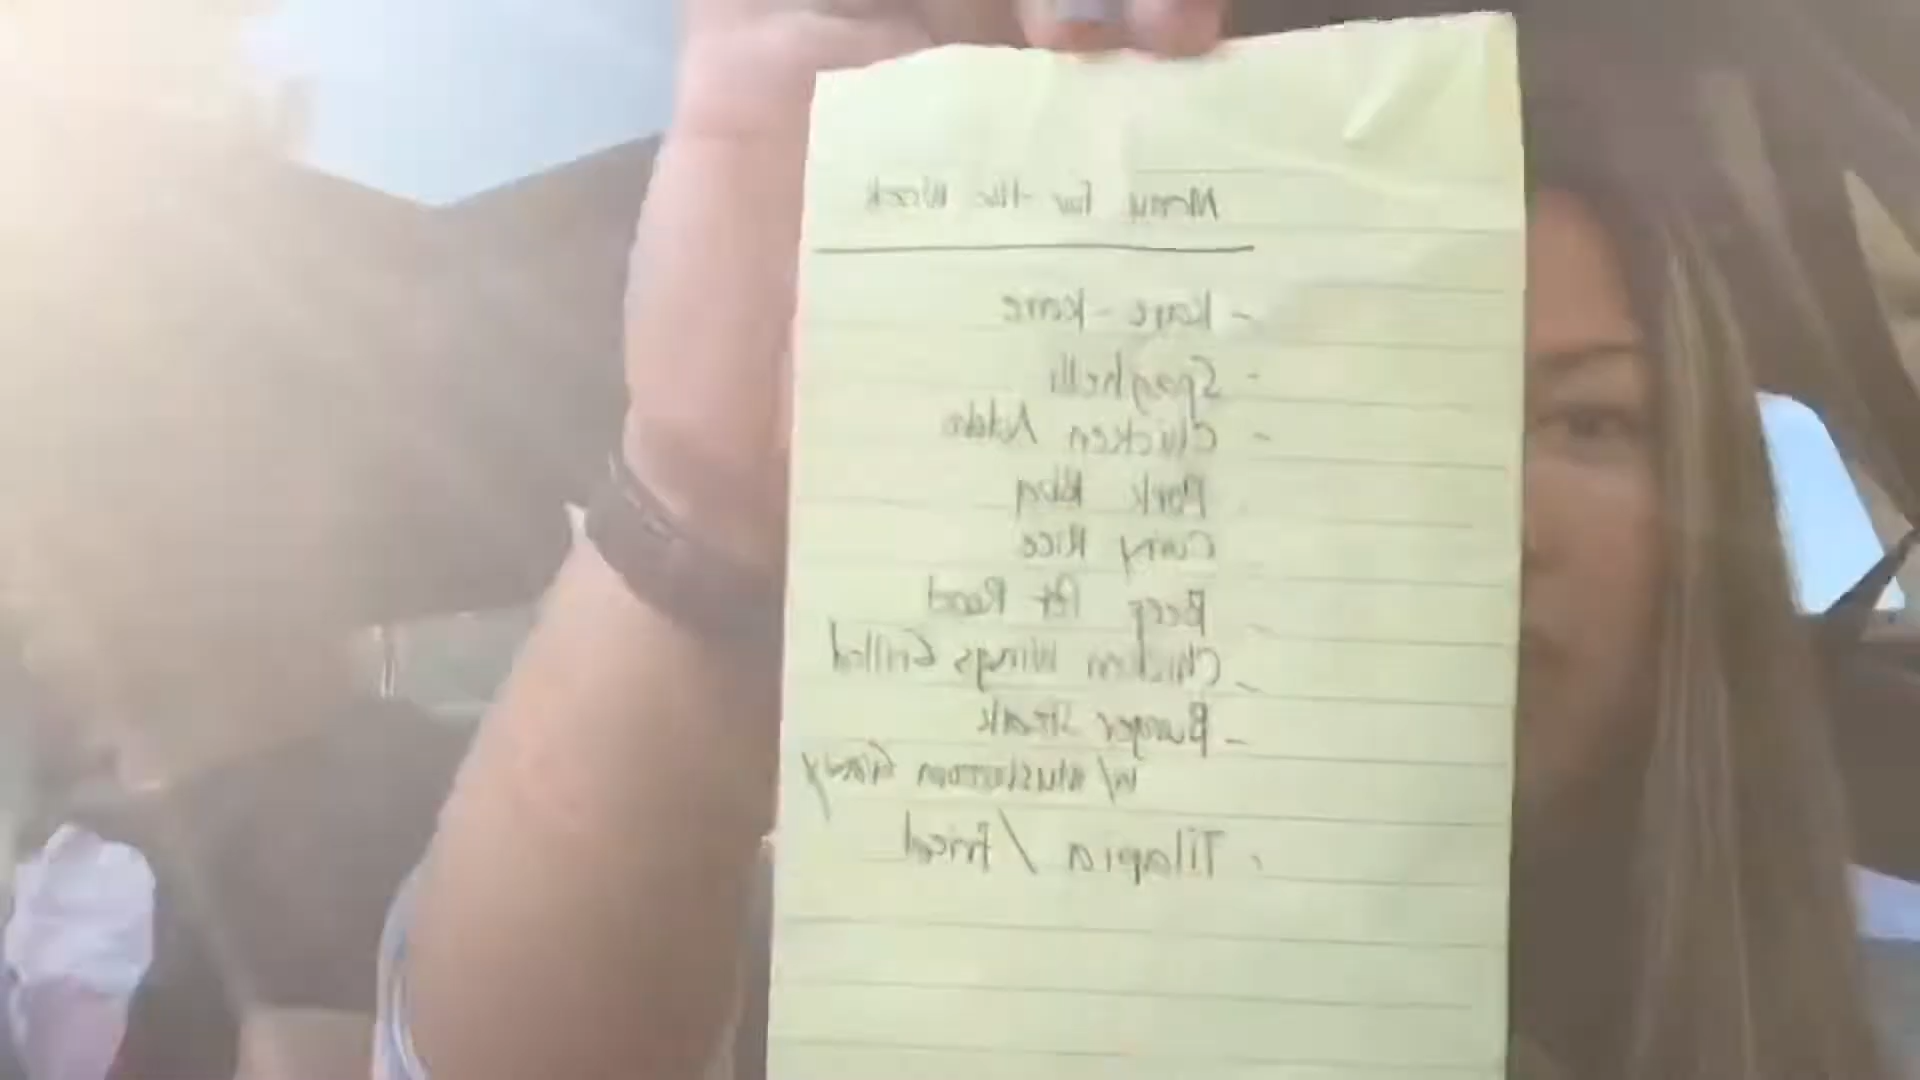 Menu for the Week
- Kare-Kare
- Spaghetti
- Chicken Adobo
Pork
Curry Rice
- Beef Pot Roast
- Chicken Wings Grilled
- Burger Steak
w/ Mushroom Gravy
- Tilapia / fried